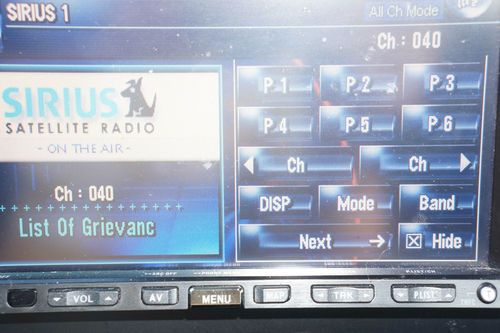 SIRIUS 1
All Ch Mode
Ch : 040
SIRIUS
SATELLITE RADIO
- ON THE AIR -
Ch : 040
List Of Grievanc
P.1 P.2 P.3
P.4 P.5 P.6
Ch Ch
DISP Mode Band
Next Hide
VOL AV MENU MAP TRK P.LIST